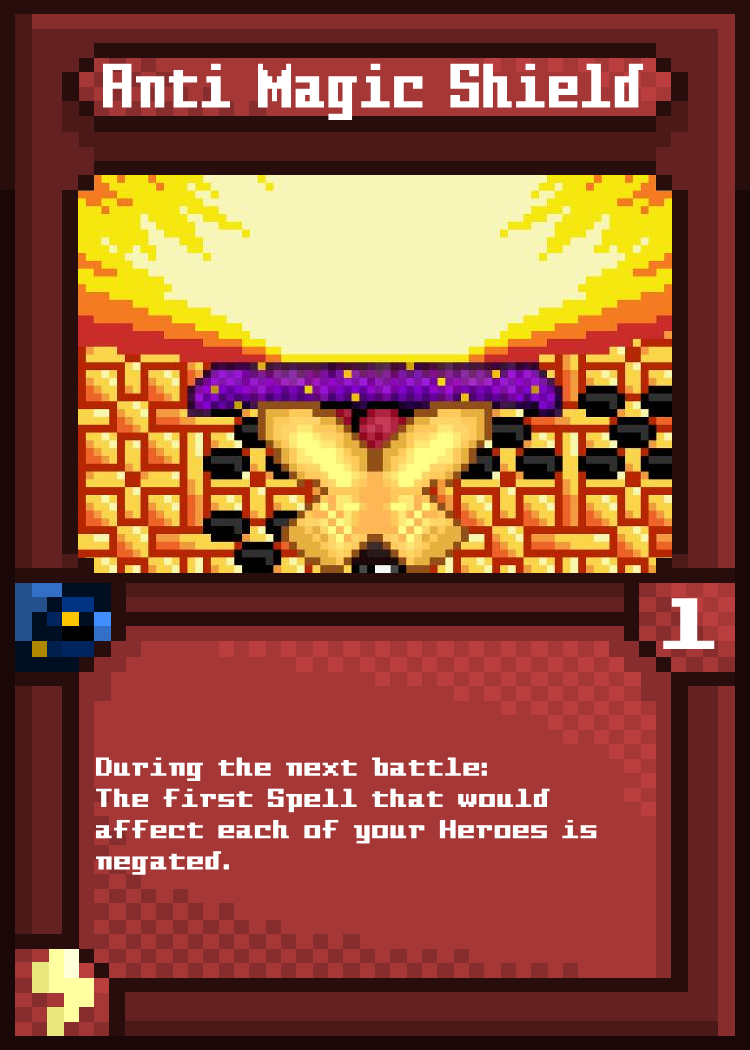 Anti Magic Shield
1
During the next battle:
The first Spell that would
affect each of your Heroes is
negated.